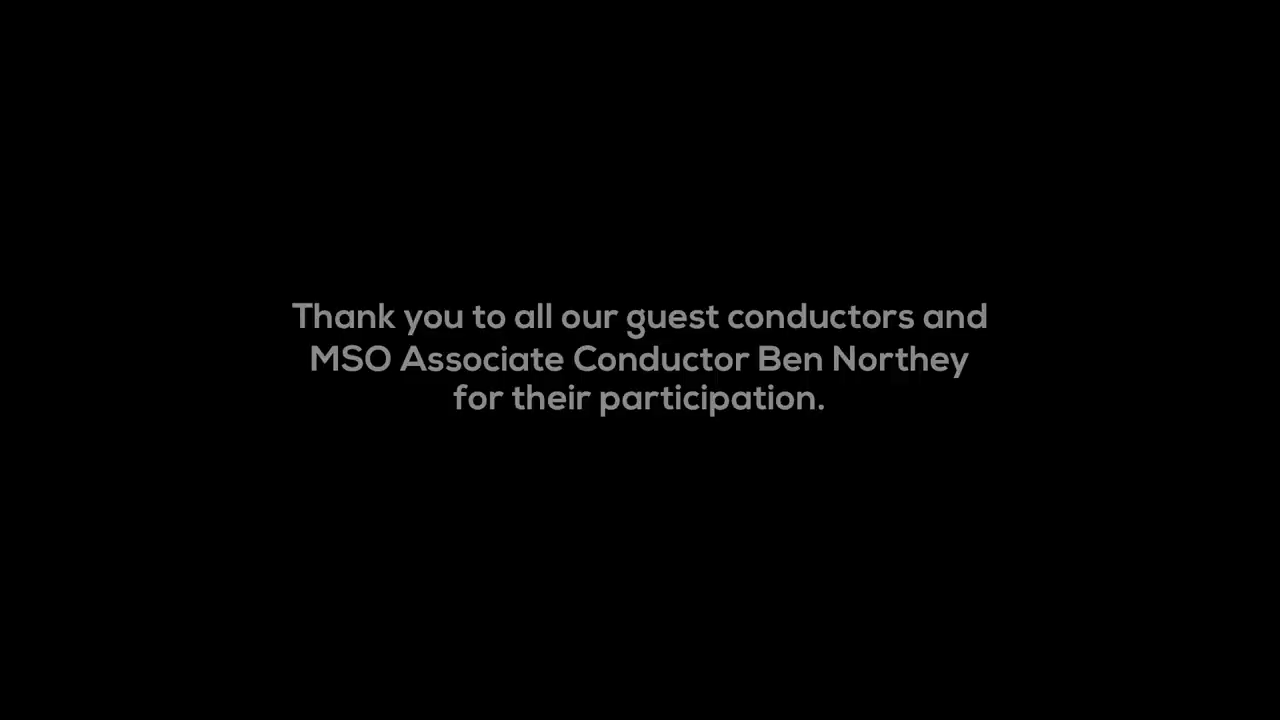 Thank you to all our guest conductors and
MSO Associate Conductor Ben Northey
for their participation.